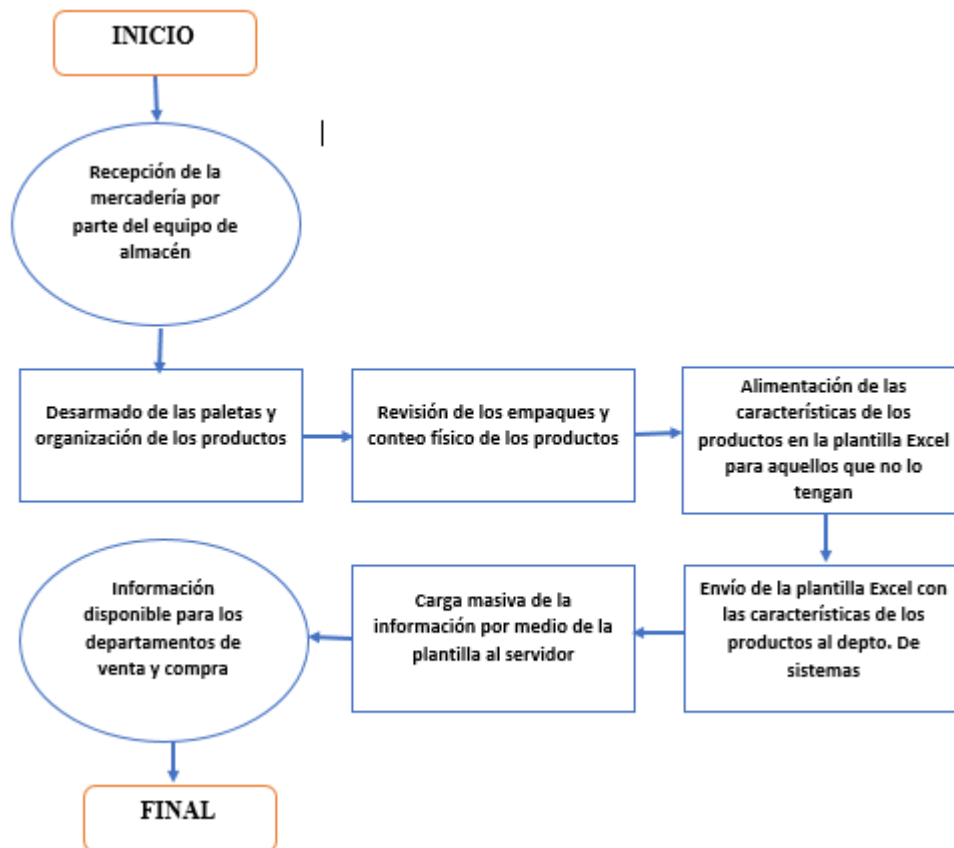 INICIO
Recepción de la
mercadería por
parte del equipo de
almacén
Desarmado de las paletas y
organización de los productos
Revisión de los empaques y
conteo físico de los productos
Alimentación de las
características de los
productos en la plantilla Excel
para aquellos que no lo
tengan
Envío de la plantilla Excel con
las características de los
productos al depto. De
sistemas
Carga masiva de la
información por medio de la
plantilla al servidor
Información
disponible para los
departamentos de
venta y compra
FINAL